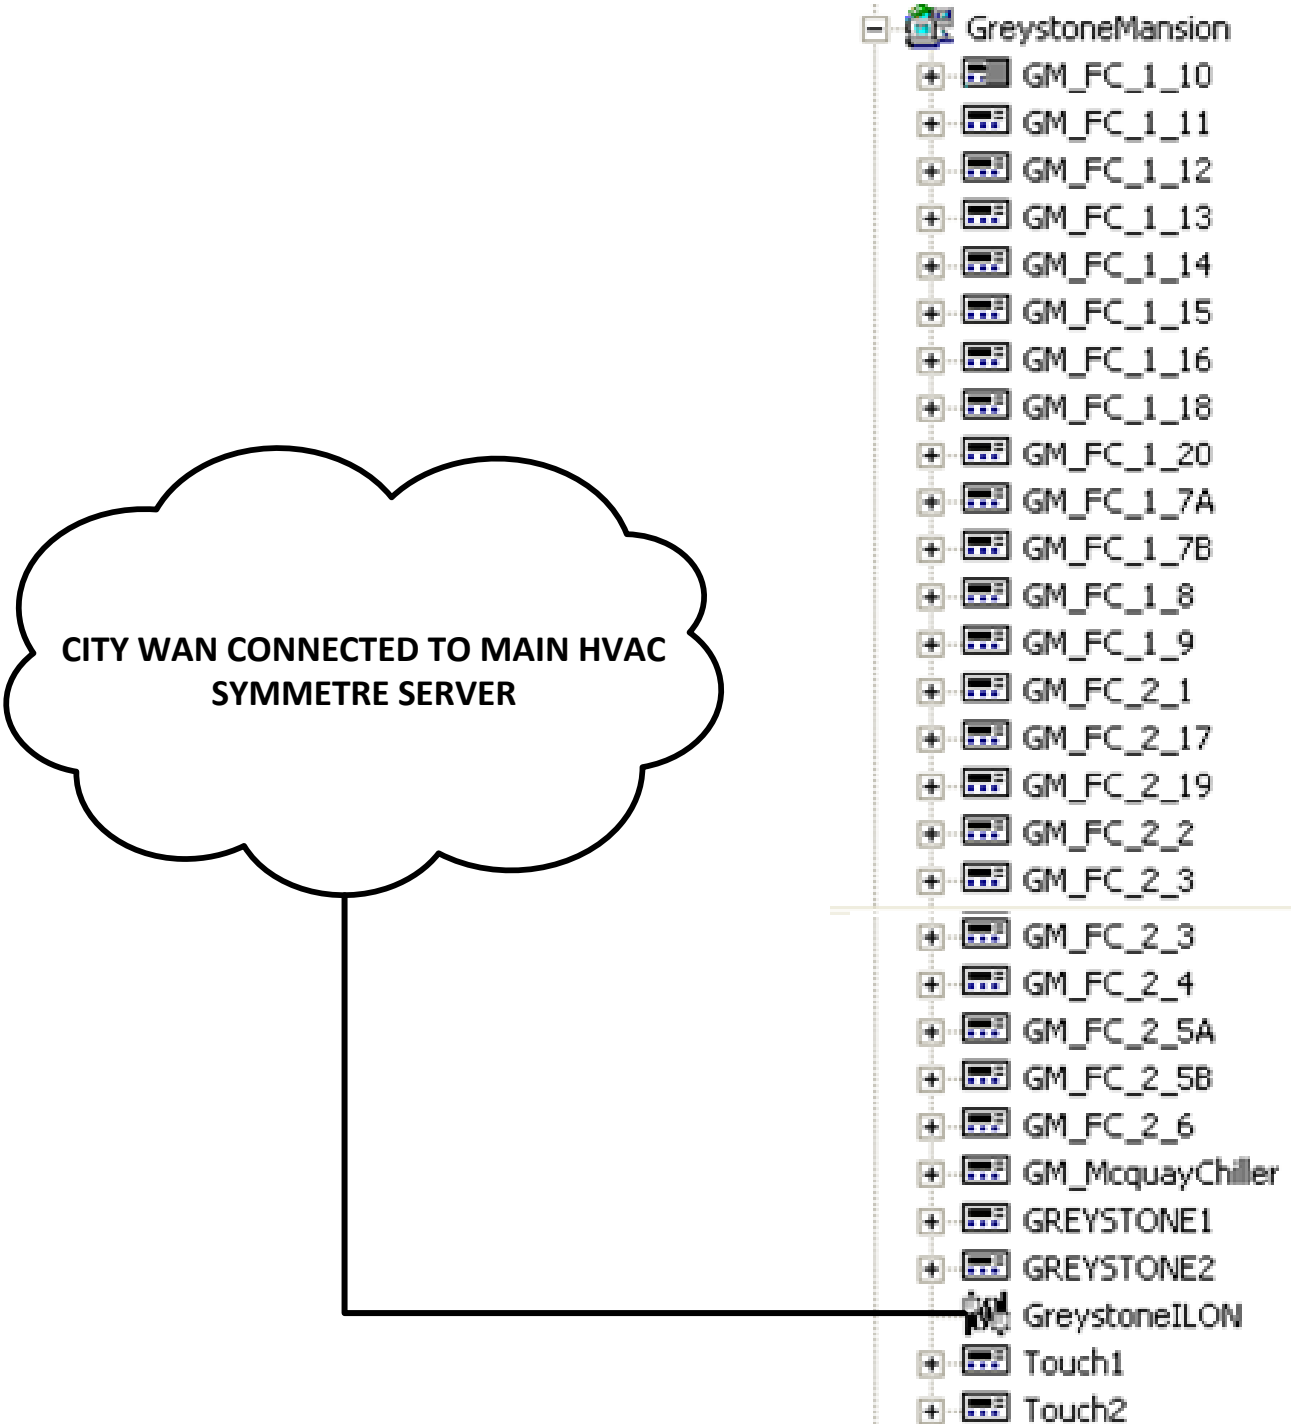 GreystoneMansion
GM_FC_1_10
GM_FC_1_11
GM_FC_1_12
GM_FC_1_13
GM_FC_1_14
GM_FC_1_15
GM_FC_1_16
GM_FC_1_18
GM_FC_1_20
GM_FC_1_7A
GM_FC_1_7B
GM_FC_1_8
GM_FC_1_9
GM_FC_2_1
GM_FC_2_17
GM_FC_2_19
GM_FC_2_2
GM_FC_2_3
GM_FC_2_3
GM_FC_2_4
GM_FC_2_5A
GM_FC_2_5B
GM_FC_2_6
GM_McquayChiller
GREYSTONE1
GREYSTONE2
GreystoneILON
Touch1
Touch2
CITY WAN CONNECTED TO MAIN HVAC
SYMMETRE SERVER